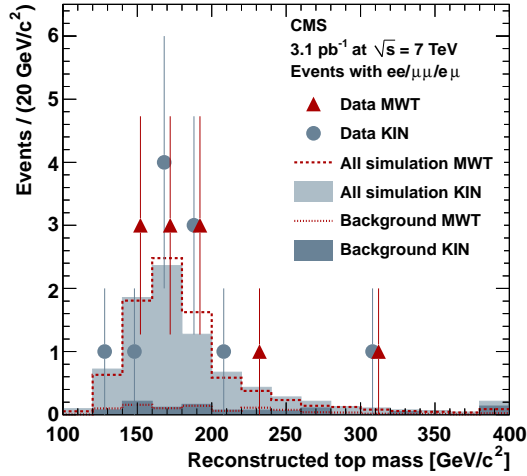 CMS
3.1 pb⁻¹ at √s = 7 TeV
Events with ee/μμ/e μ
Data MWT
Data KIN
All simulation MWT
All simulation KIN
Background MWT
Background KIN
Events / (20 GeV/c²)
6
5
4
3
2
1
0
100 150 200 250 300 350 400
Reconstructed top mass [GeV/c²]